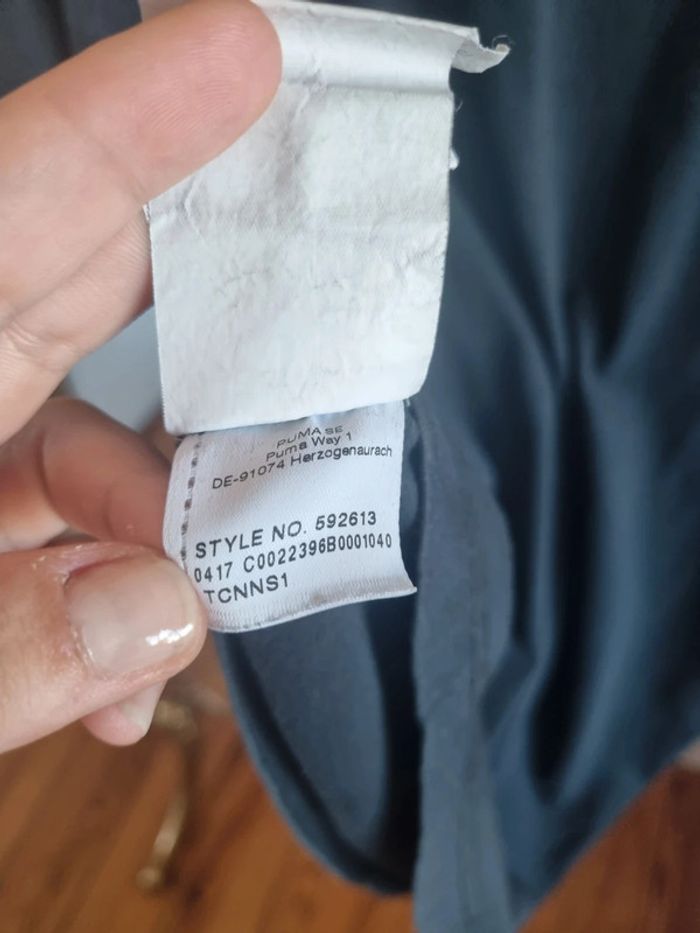 PUMA SE
Puma Way 1
DE-91074 Herzogenaurach
STYLE NO. 592613
0417 C0022396B0001040
TCNNS1